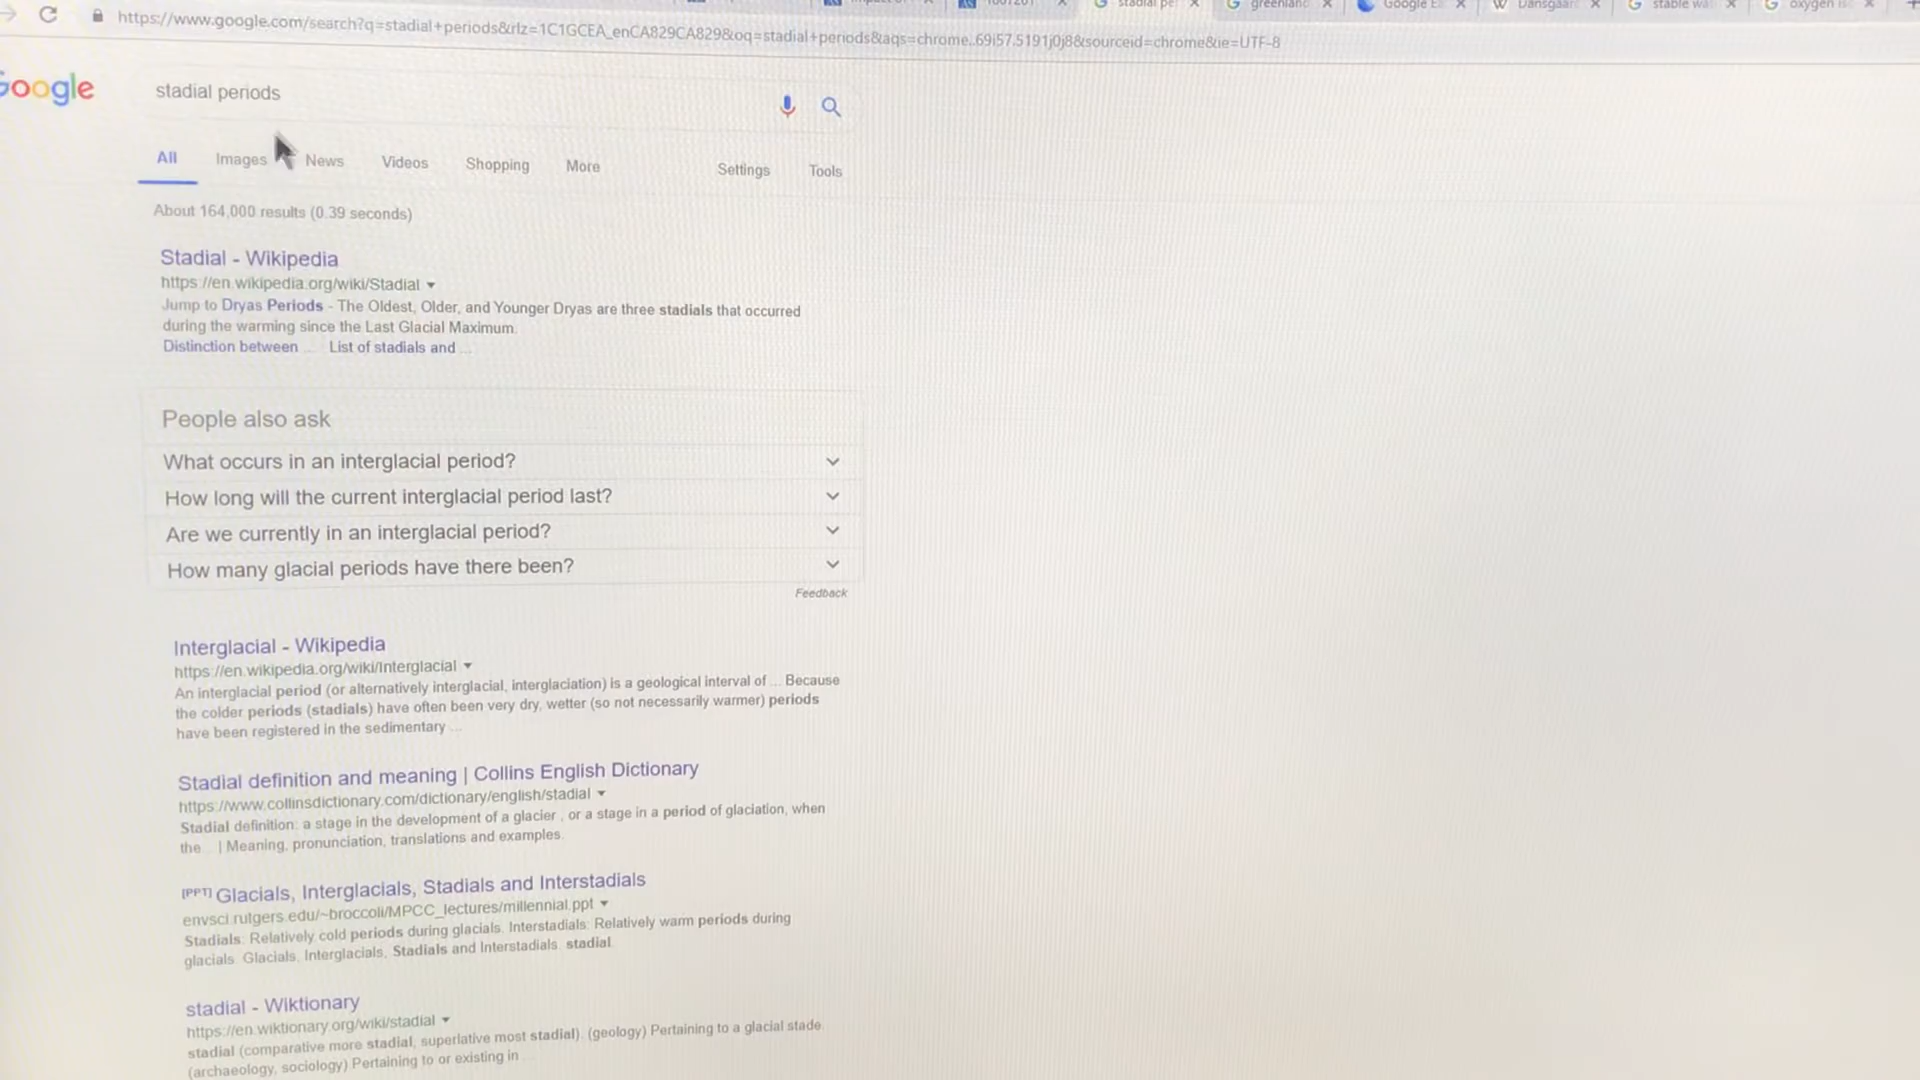 stadial pe
greenland
Google Ea
W Dansgaar
stable wa
oxygen is
https://www.google.com/search?q=stadial+periods&rlz=1C1GCEA_enCA829CA829&oq=stadial+periods&aqs=chrome..69i57.5191j0j8&sourceid=chrome&ie=UTF-8
Google
stadial periods
All Images News Videos Shopping More Settings Tools
About 164,000 results (0.39 seconds)
Stadial - Wikipedia
https://en.wikipedia.org/wiki/Stadial
Jump to Dryas Periods - The Oldest, Older, and Younger Dryas are three stadials that occurred
during the warming since the Last Glacial Maximum.
Distinction between ... List of stadials and ...
People also ask
What occurs in an interglacial period?
How long will the current interglacial period last?
Are we currently in an interglacial period?
How many glacial periods have there been?
Feedback
Interglacial - Wikipedia
https://en.wikipedia.org/wiki/Interglacial
An interglacial period (or alternatively interglacial, interglaciation) is a geological interval of ... Because
the colder periods (stadials) have often been very dry, wetter (so not necessarily warmer) periods
have been registered in the sedimentary ...
Stadial definition and meaning | Collins English Dictionary
https://www.collinsdictionary.com/dictionary/english/stadial
Stadial definition: a stage in the development of a glacier , or a stage in a period of glaciation, when
the ... | Meaning, pronunciation, translations and examples.
[PPT] Glacials, Interglacials, Stadials and Interstadials
envsci.rutgers.edu/~broccoli/MPCC_lectures/millennial.ppt
Stadials: Relatively cold periods during glacials. Interstadials: Relatively warm periods during
glacials. Glacials, Interglacials, Stadials and Interstadials. stadial.
stadial - Wiktionary
https://en.wiktionary.org/wiki/stadial
stadial (comparative more stadial, superlative most stadial). (geology) Pertaining to a glacial stade.
(archaeology, sociology) Pertaining to or existing in ...